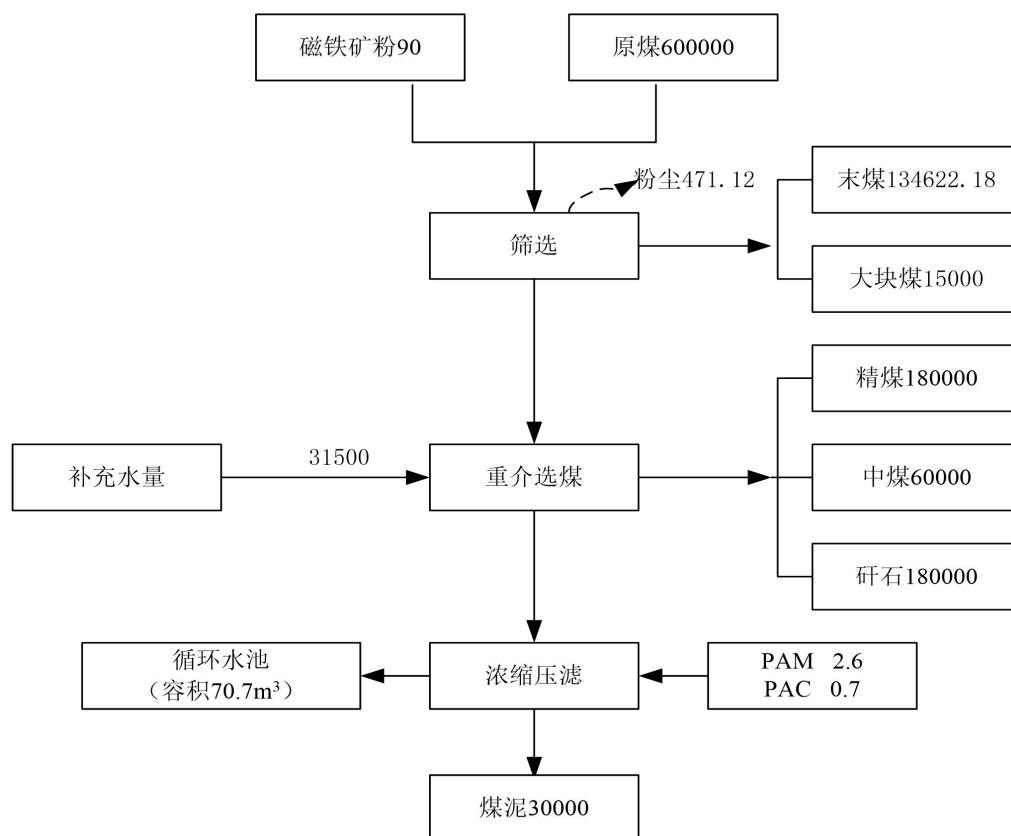 磁铁矿粉90
原煤600000
粉尘471.12
末煤134622.18
筛选
大块煤15000
精煤180000
31500
补充水量
重介选煤
中煤60000
矸石180000
循环水池
（容积70.7m³）
浓缩压滤
PAM 2.6
PAC 0.7
煤泥30000